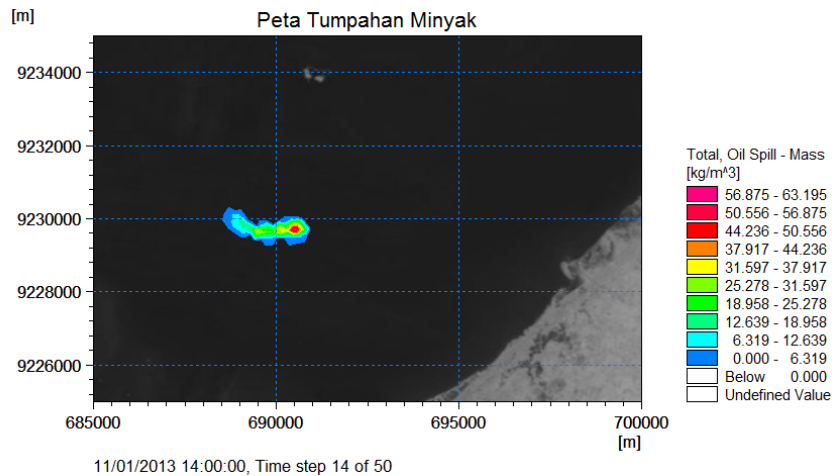 Peta Tumpahan Minyak
[m]
9234000
9232000
9230000
9228000
9226000
685000 690000 695000 700000
[m]
11/01/2013 14:00:00, Time step 14 of 50
Total, Oil Spill - Mass
[kg/m^3]
56.875 - 63.195
50.556 - 56.875
44.236 - 50.556
37.917 - 44.236
31.597 - 37.917
25.278 - 31.597
18.958 - 25.278
12.639 - 18.958
6.319 - 12.639
0.000 - 6.319
Below 0.000
Undefined Value